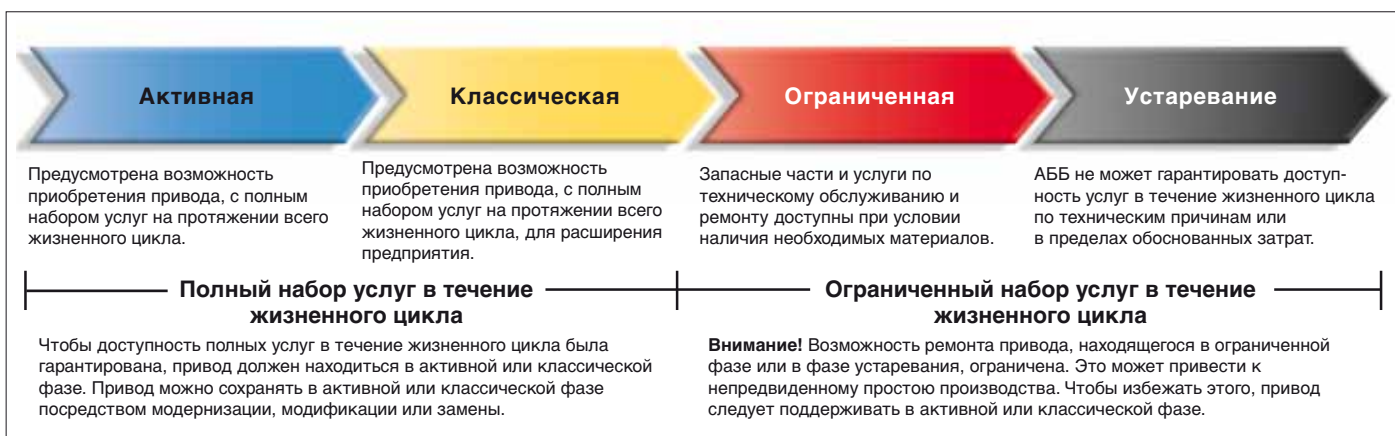 Активная
Классическая
Ограниченная
Устаревание
Предусмотрена возможность
приобретения привода, с полным
набором услуг на протяжении всего
жизненного цикла.
Предусмотрена возможность
приобретения привода, с полным
набором услуг на протяжении всего
жизненного цикла, для расширения
предприятия.
Запасные части и услуги по
техническому обслуживанию и
ремонту доступны при условии
наличия необходимых материалов.
АББ не может гарантировать доступ-
ность услуг в течение жизненного цикла
по техническим причинам или
в пределах обоснованных затрат.
Полный набор услуг в течение
жизненного цикла
Ограниченный набор услуг в течение
жизненного цикла
Чтобы доступность полных услуг в течение жизненного цикла была
гарантирована, привод должен находиться в активной или классической
фазе. Привод можно сохранять в активной или классической фазе
посредством модернизации, модификации или замены.
Внимание! Возможность ремонта привода, находящегося в ограниченной
фазе или в фазе устаревания, ограничена. Это может привести к
непредвиденному простою производства. Чтобы избежать этого, привод
следует поддерживать в активной или классической фазе.